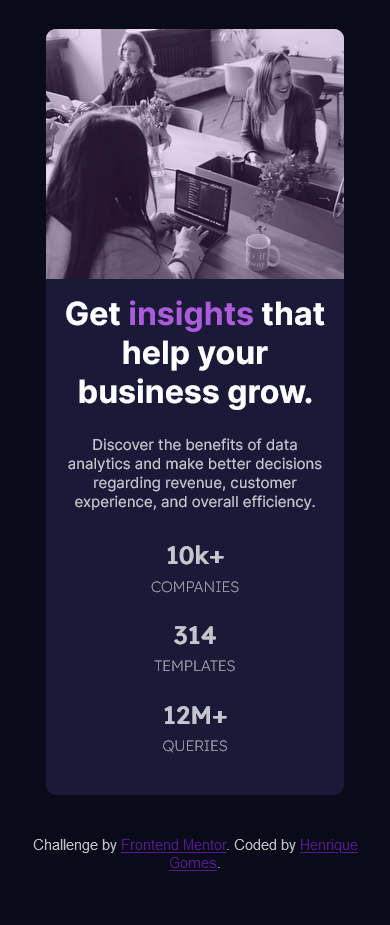 Get insights that
help your
business grow.
Discover the benefits of data
analytics and make better decisions
regarding revenue, customer
experience, and overall efficiency.
10k+
COMPANIES
314
TEMPLATES
12M+
QUERIES
Challenge by Frontend Mentor. Coded by Henrique
Gomes.